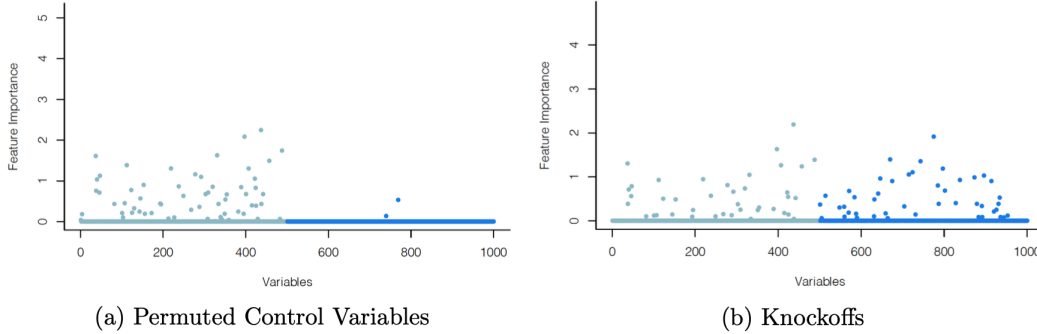 5
4
3
2
1
0
Feature Importance
0 200 400 600 800 1000
Variables
(a) Permuted Control Variables
4
3
2
1
0
Feature Importance
0 200 400 600 800 1000
Variables
(b) Knockoffs